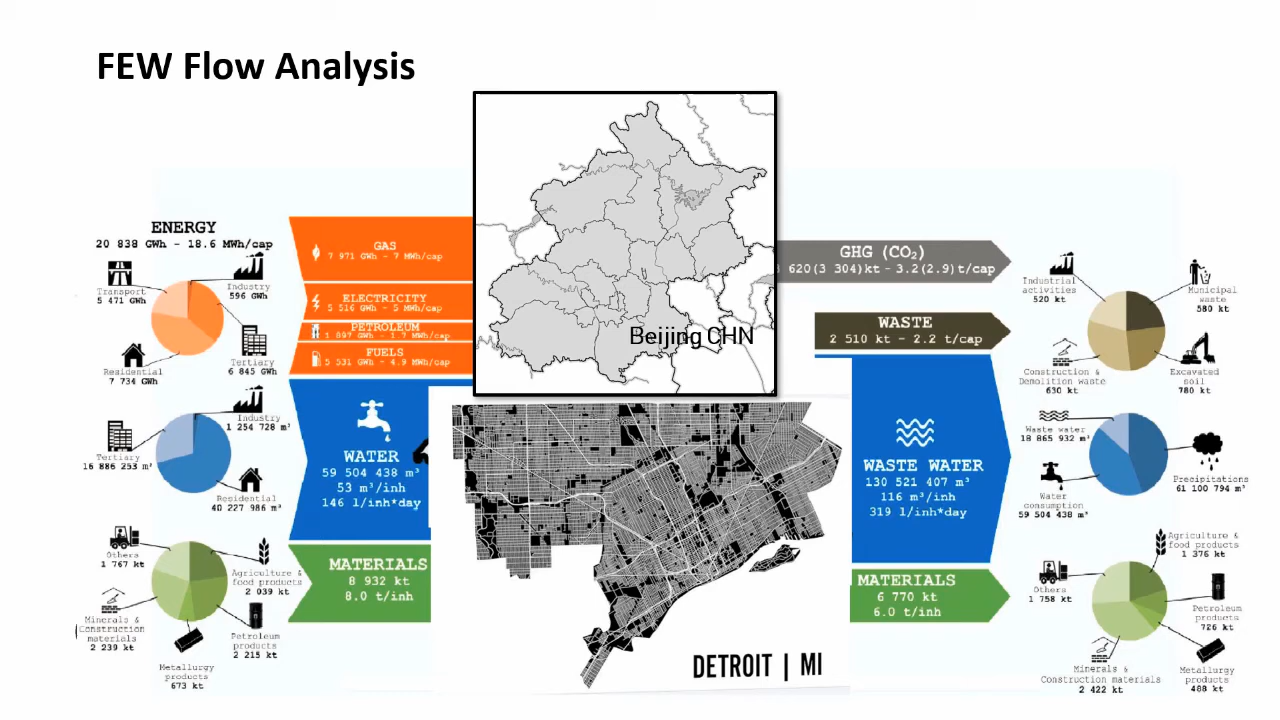 FEW Flow Analysis
ENERGY
20 838 GWh - 18.6 MWh/cap
Transport
5 471 GWh
Industry
596 GWh
Tertiary
6 845 GWh
Residential
7 734 GWh
GAS
7 971 GWh - 7 MWh/cap
ELECTRICITY
5 516 GWh - 5 MWh/cap
PETROLEUM
1 897 GWh - 1.7 MWh/cap
FUELS
5 531 GWh - 4.9 MWh/cap
Industry
1 254 728 m³
Tertiary
16 886 253 m³
Residential
40 227 986 m³
WATER
59 504 438 m³
53 m³/inh
146 l/inh*day
Others
1 767 kt
Agriculture &
food products
2 039 kt
Minerals &
Construction
materials
2 239 kt
Petroleum
products
2 215 kt
Metallurgy
products
673 kt
MATERIALS
8 932 kt
8.0 t/inh
Beijing CHN
DETROIT | MI
GHG (CO₂)
620(3 304)kt - 3.2(2.9)t/cap
WASTE
2 510 kt - 2.2 t/cap
WASTE WATER
130 521 407 m³
116 m³/inh
319 l/inh*day
MATERIALS
6 770 kt
6.0 t/inh
Industrial
activities
520 kt
Municipal
waste
580 kt
Construction &
Demolition waste
630 kt
Excavated
soil
780 kt
Waste water
18 865 932 m³
Precipitations
61 100 794 m³
Water
consumption
59 504 438 m³
Agriculture &
food products
1 376 kt
Others
1 758 kt
Petroleum
products
726 kt
Minerals &
Construction materials
2 422 kt
Metallurgy
products
488 kt